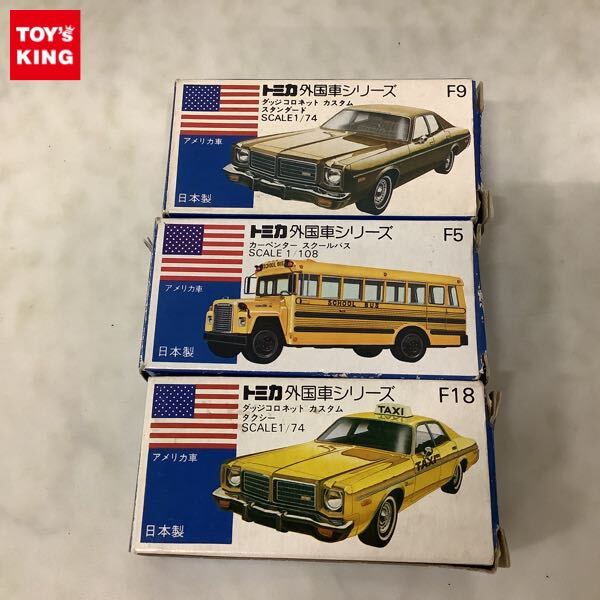 TOY's
KING
トミカ 外国車シリーズ F9
ダッジコロネット カスタム
スタンダード
SCALE1/74
アメリカ車
日本製
トミカ 外国車シリーズ F5
カーペンター スクールバス
SCALE 1/108
SCHOOL BUS
アメリカ車
SCHOOL BUS
日本製
トミカ 外国車シリーズ F18
ダッジコロネット カスタム
タクシー
SCALE1/74
TAXI
アメリカ車
TAXI
日本製